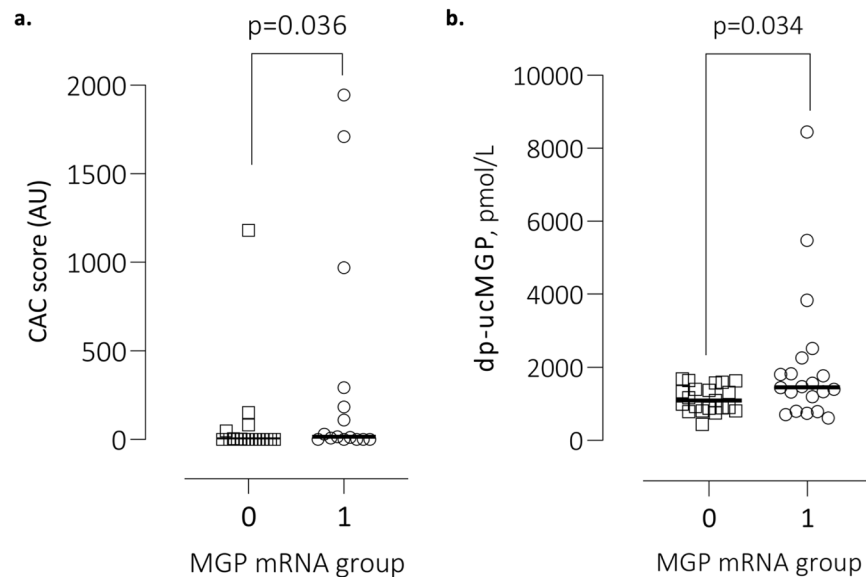 a.
p=0.036
CAC score (AU)
2000
1500
1000
500
0
0 1
MGP mRNA group
b.
p=0.034
dp-ucMGP, pmol/L
10000
8000
6000
4000
2000
0
0 1
MGP mRNA group